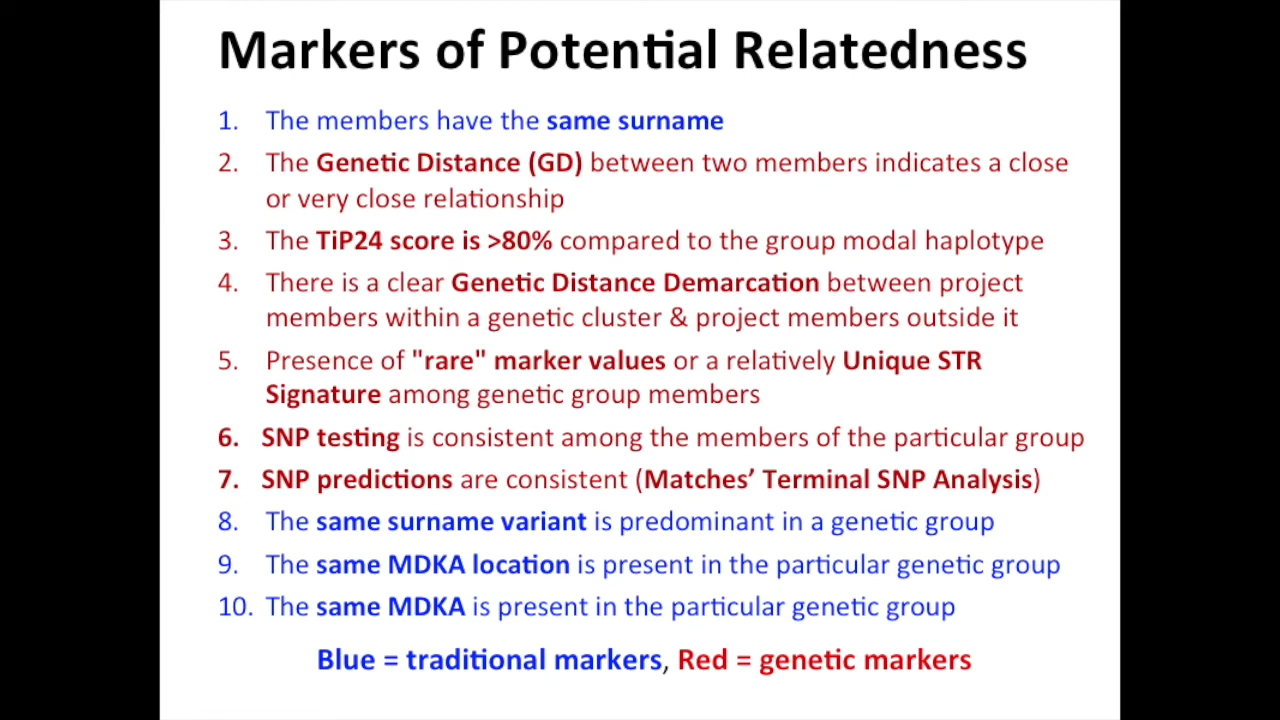 Markers of Potential Relatedness
1. The members have the same surname
2. The Genetic Distance (GD) between two members indicates a close
or very close relationship
3. The TiP24 score is >80% compared to the group modal haplotype
4. There is a clear Genetic Distance Demarcation between project
members within a genetic cluster & project members outside it
5. Presence of "rare" marker values or a relatively Unique STR
Signature among genetic group members
6. SNP testing is consistent among the members of the particular group
7. SNP predictions are consistent (Matches’ Terminal SNP Analysis)
8. The same surname variant is predominant in a genetic group
9. The same MDKA location is present in the particular genetic group
10. The same MDKA is present in the particular genetic group
Blue = traditional markers, Red = genetic markers